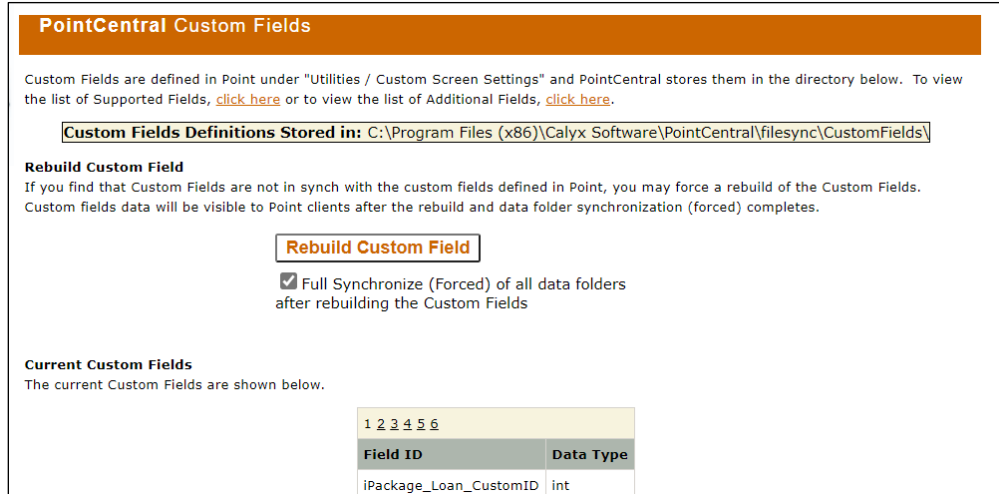 PointCentral Custom Fields
Custom Fields are defined in Point under "Utilities / Custom Screen Settings" and PointCentral stores them in the directory below. To view
the list of Supported Fields, click here or to view the list of Additional Fields, click here.
Custom Fields Definitions Stored in: C:\Program Files (x86)\Calyx Software\PointCentral\filesync\CustomFields\
Rebuild Custom Field
If you find that Custom Fields are not in synch with the custom fields defined in Point, you may force a rebuild of the Custom Fields.
Custom fields data will be visible to Point clients after the rebuild and data folder synchronization (forced) completes.
Rebuild Custom Field
Full Synchronize (Forced) of all data folders
after rebuilding the Custom Fields
Current Custom Fields
The current Custom Fields are shown below.
1 2 3 4 5 6
Field ID Data Type
iPackage_Loan_CustomID int